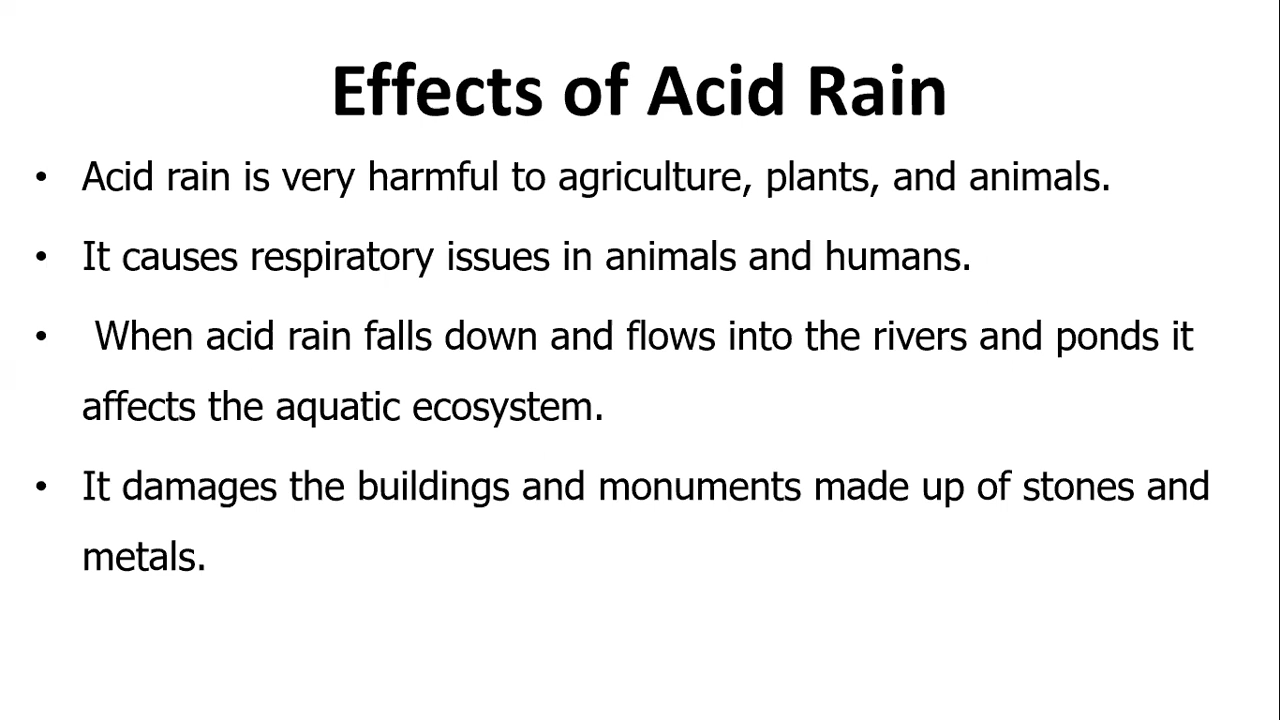 Effects of Acid Rain
• Acid rain is very harmful to agriculture, plants, and animals.
• It causes respiratory issues in animals and humans.
• When acid rain falls down and flows into the rivers and ponds it
affects the aquatic ecosystem.
• It damages the buildings and monuments made up of stones and
metals.